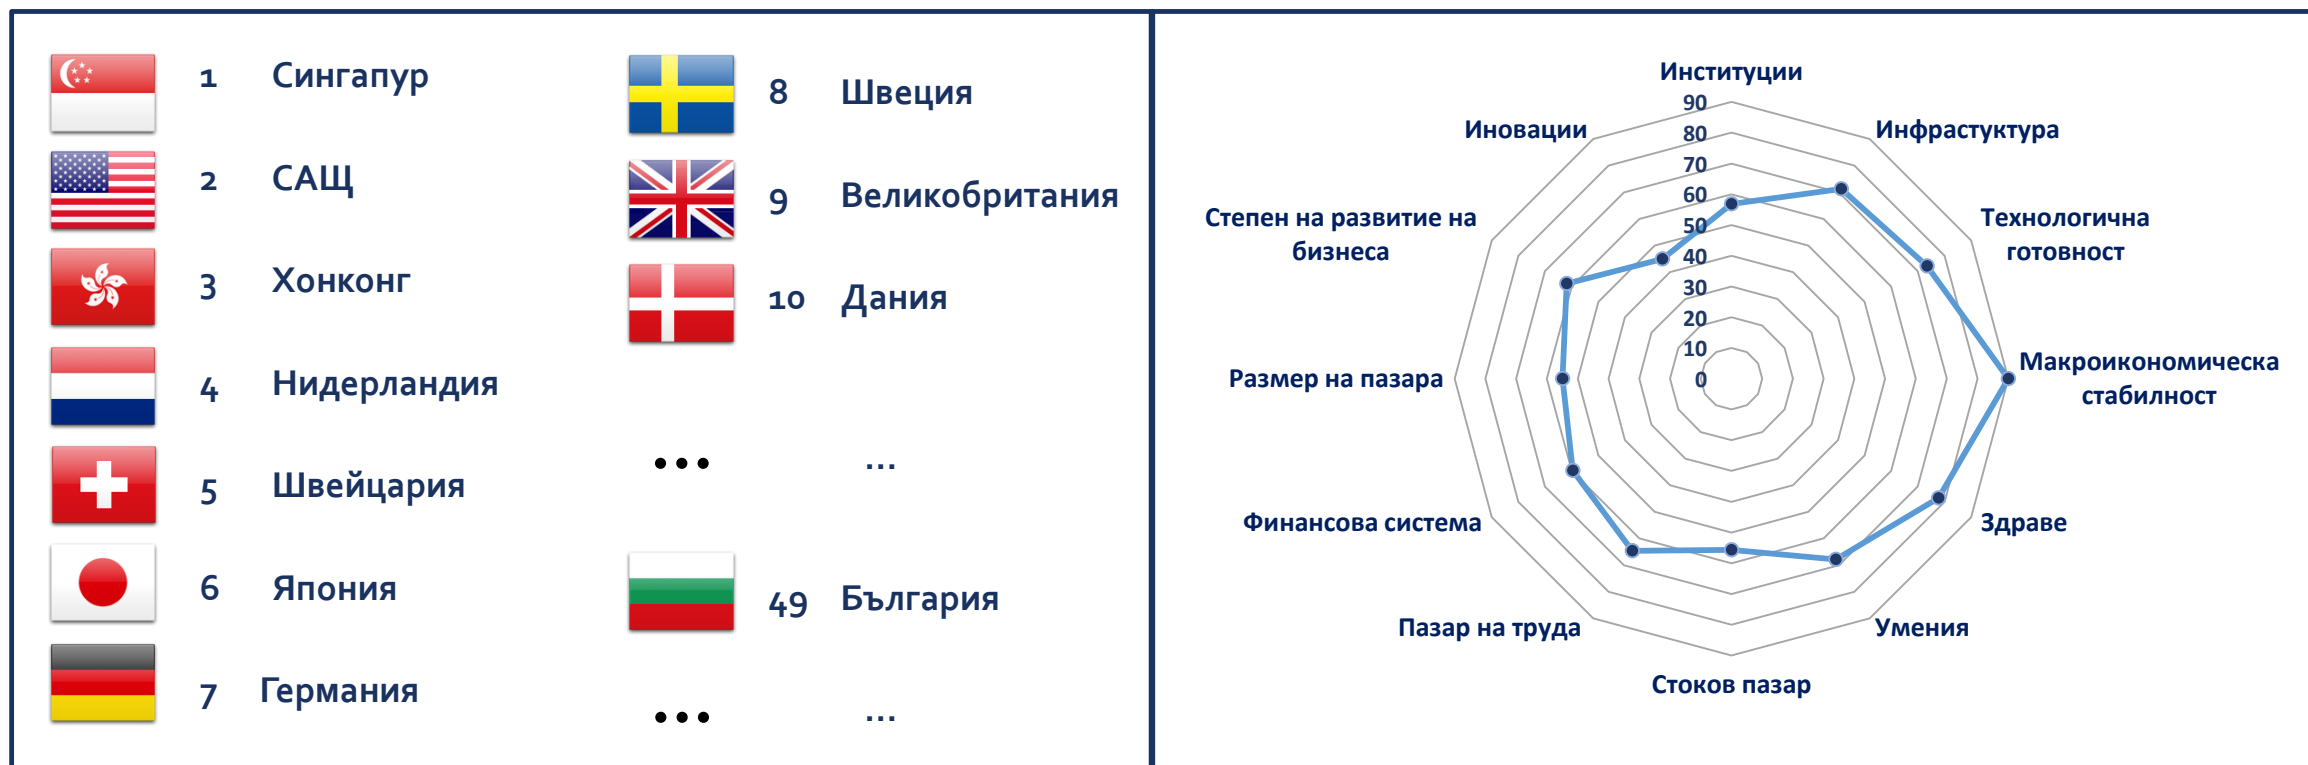 1 Сингапур
2 САЩ
3 Хонконг
4 Нидерландия
5 Швейцария
6 Япония
7 Германия
8 Швеция
9 Великобритания
10 Дания
... ...
49 България
... ...
Институции
Инфрастуктура
Технологична
готовност
Макроикономическа
стабилност
Здраве
Умения
Стоков пазар
Пазар на труда
Финансова система
Размер на пазара
Степен на развитие на
бизнеса
Иновации
90
80
70
60
50
40
30
20
10
0